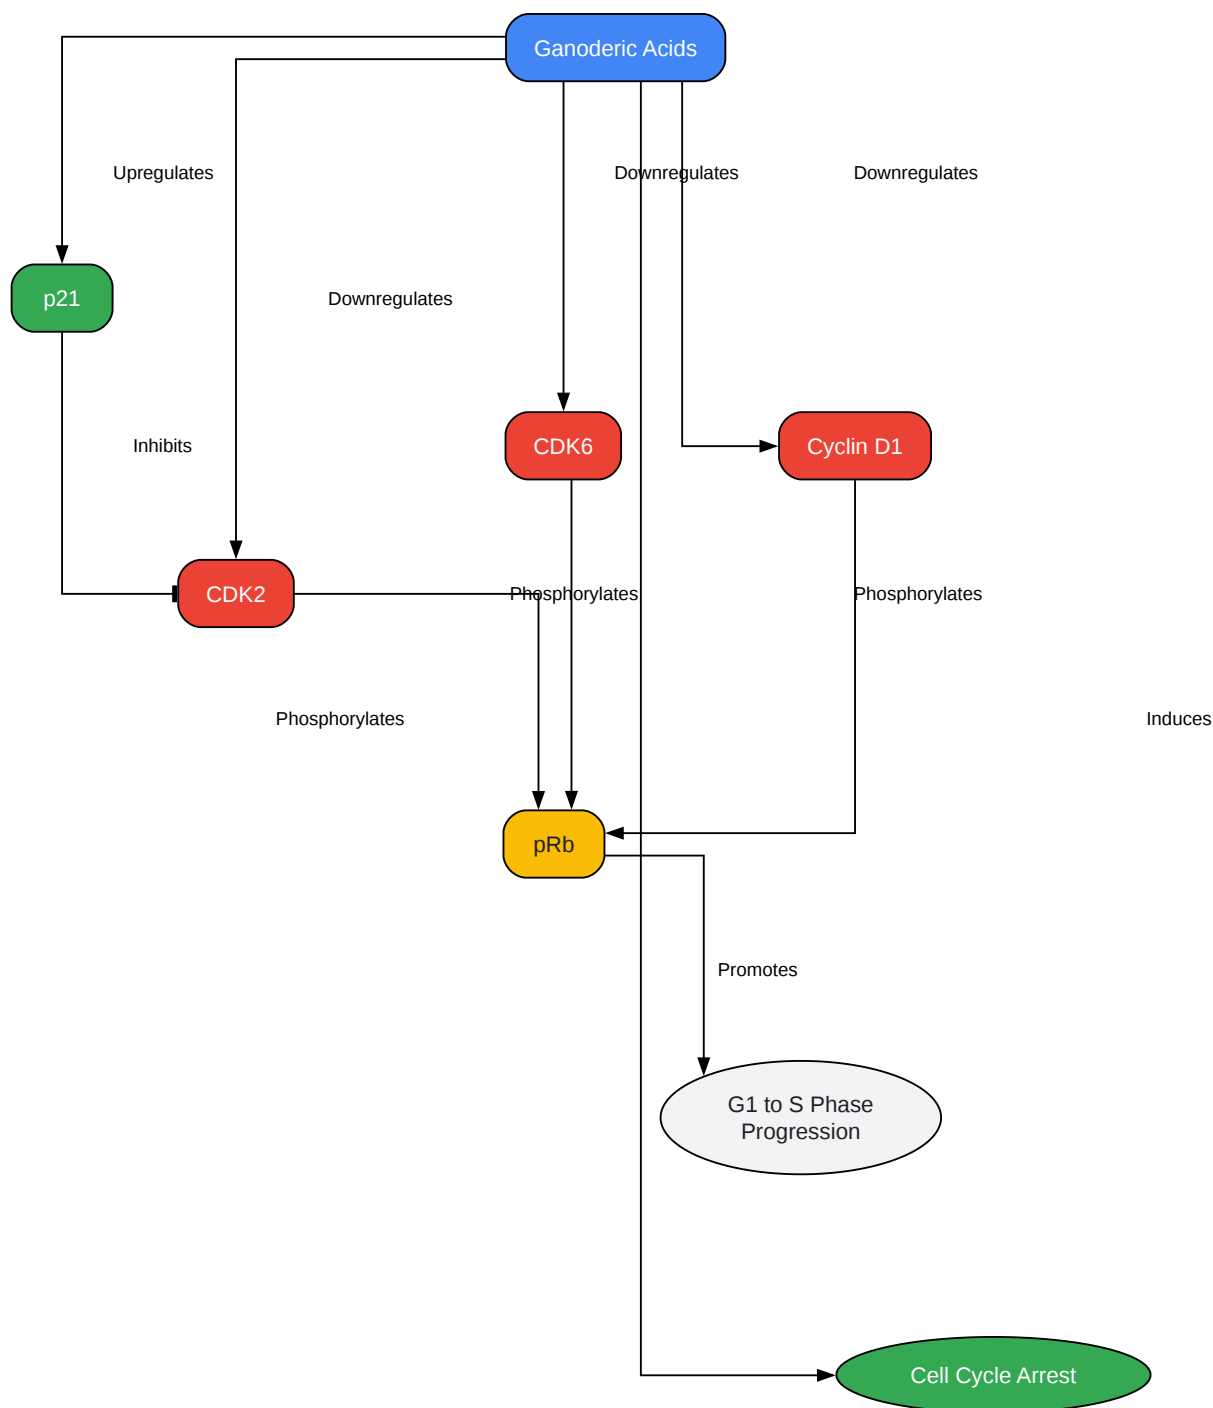 Ganoderic Acids
Upregulates
Downregulates
Downregulates
p21
Downregulates
Inhibits
CDK6
Cyclin D1
CDK2
Phosphorylates
Phosphorylates
Phosphorylates
Induces
pRb
Promotes
G1 to S Phase
Progression
Cell Cycle Arrest